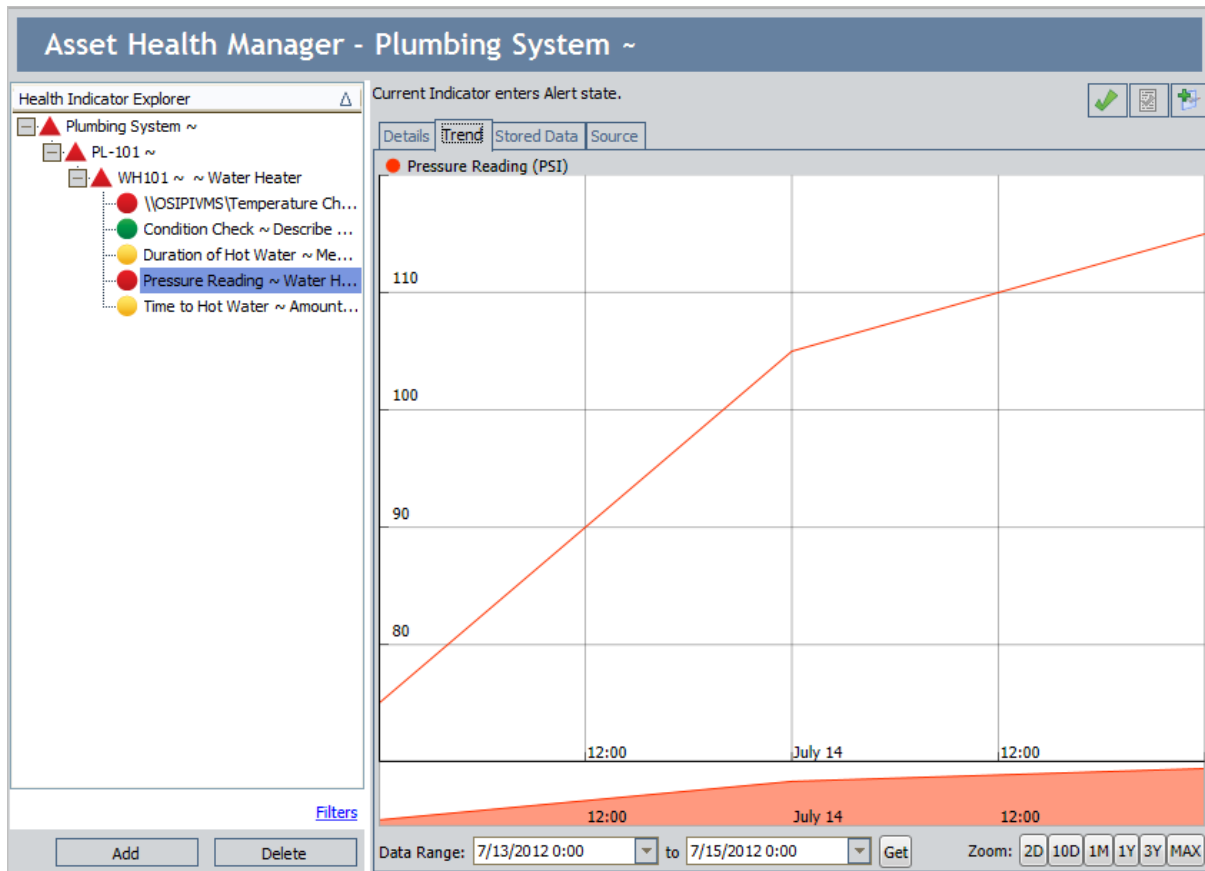 Asset Health Manager - Plumbing System ~
Health Indicator Explorer
Plumbing System ~
PL-101 ~
WH101 ~ ~ Water Heater
\\OSIPIVMS\Temperature Ch...
Condition Check ~ Describe ...
Duration of Hot Water ~ Me...
Pressure Reading ~ Water H...
Time to Hot Water ~ Amount...
Filters
Add Delete
Current Indicator enters Alert state.
Details Trend Stored Data Source
Pressure Reading (PSI)
110
100
90
80
12:00 July 14 12:00
12:00 July 14 12:00
Data Range: 7/13/2012 0:00 to 7/15/2012 0:00 Get Zoom: 2D 10D 1M 1Y 3Y MAX